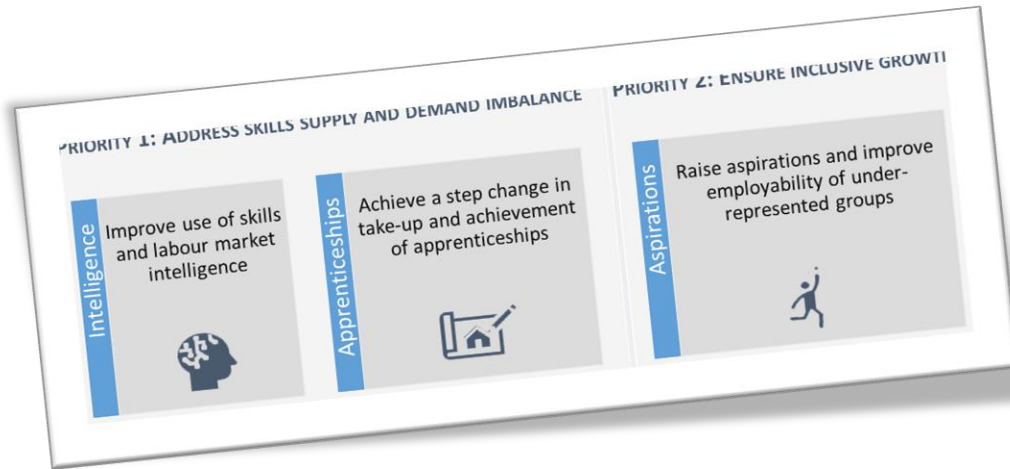 PRIORITY 1: ADDRESS SKILLS SUPPLY AND DEMAND IMBALANCE
PRIORITY 2: ENSURE INCLUSIVE GROWT
Intelligence
Improve use of skills
and labour market
intelligence
Apprenticeships
Achieve a step change in
take-up and achievement
of apprenticeships
Aspirations
Raise aspirations and improve
employability of under-
represented groups